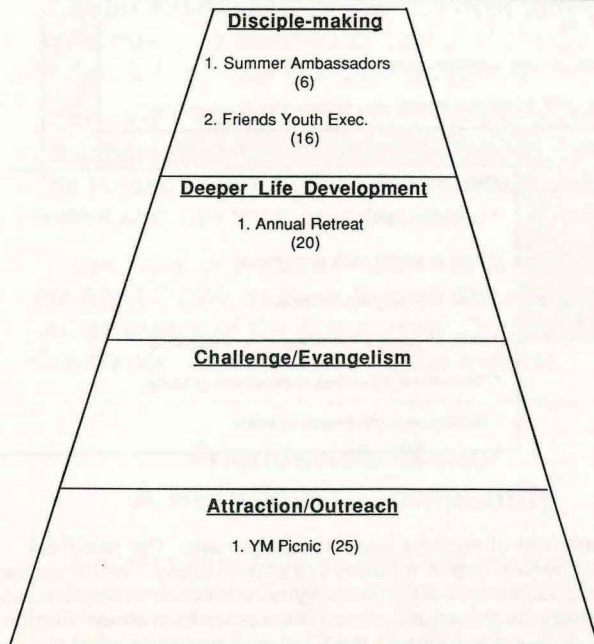 Disciple-making
1. Summer Ambassadors
(6)
2. Friends Youth Exec.
(16)
Deeper Life Development
1. Annual Retreat
(20)
Challenge/Evangelism
Attraction/Outreach
1. YM Picnic (25)